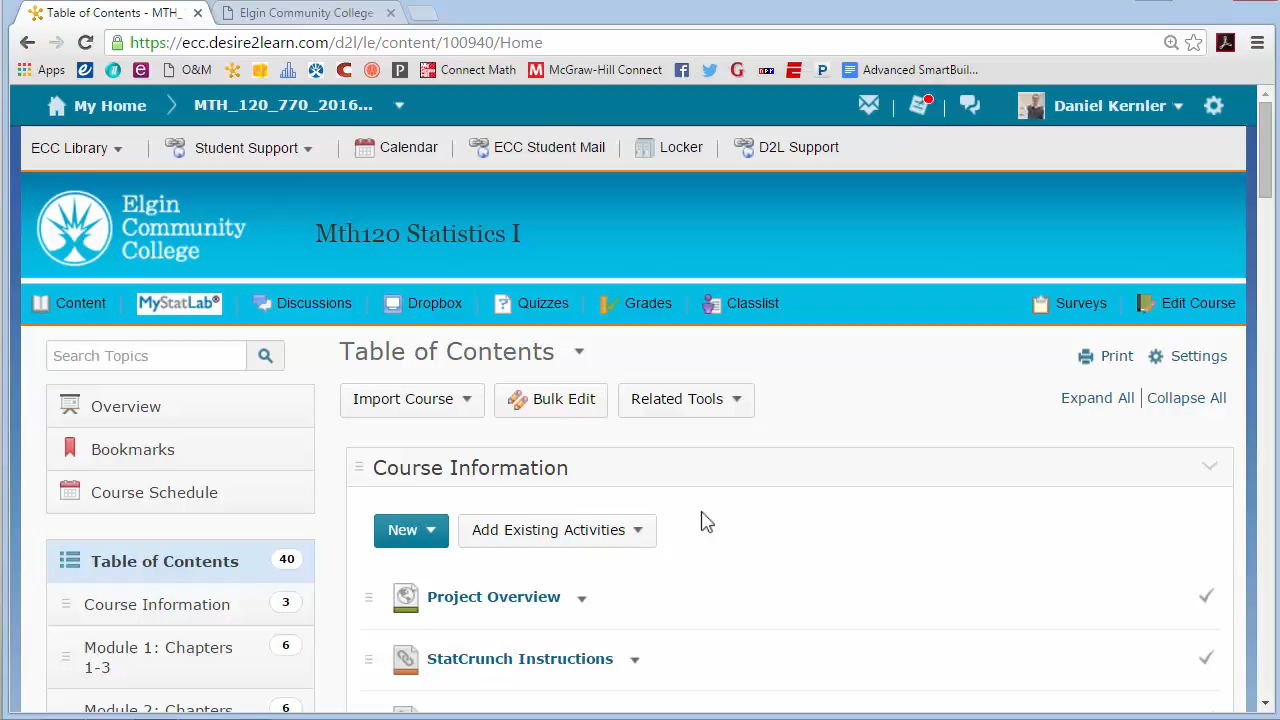 Table of Contents - MTH_
Elgin Community College
https://ecc.desire2learn.com/d2l/le/content/100940/Home
Apps
O&M
Connect Math
McGraw-Hill Connect
Advanced SmartBuil...
My Home
MTH_120_770_2016...
Daniel Kernler
ECC Library
Student Support
Calendar
ECC Student Mail
Locker
D2L Support
Elgin
Community
College
Mth120 Statistics I
Content
MyStatLab®
Discussions
Dropbox
Quizzes
Grades
Classlist
Surveys
Edit Course
Search Topics
Table of Contents
Print
Settings
Import Course
Bulk Edit
Related Tools
Expand All
Collapse All
Overview
Bookmarks
Course Schedule
Course Information
New
Add Existing Activities
Table of Contents 40
Course Information 3
Module 1: Chapters 6
1-3
Module 2: Chapters 6
Project Overview
StatCrunch Instructions